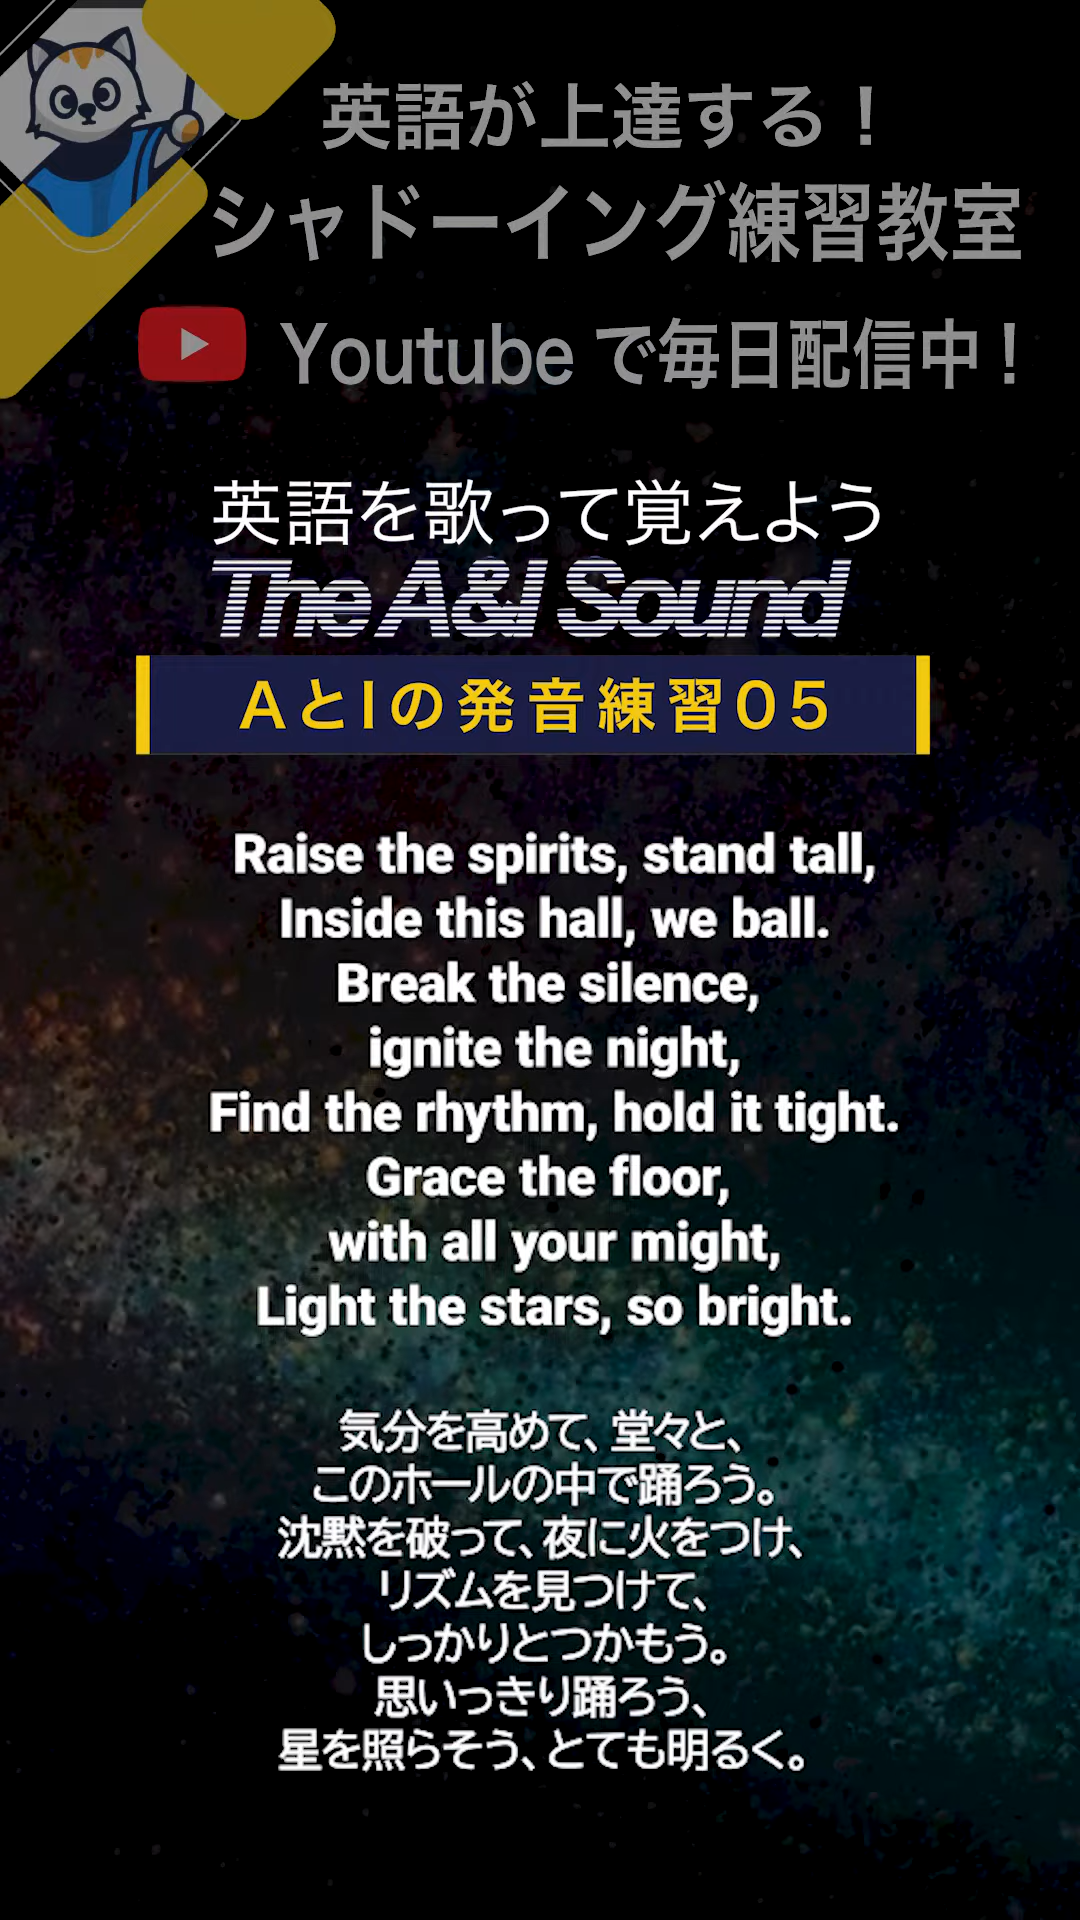 英語が上達する！
シャドーイング練習教室
Youtubeで毎日配信中！
英語を歌って覚えよう
The A&I Sound
AとIの発音練習05
Raise the spirits, stand tall,
Inside this hall, we ball.
Break the silence,
ignite the night,
Find the rhythm, hold it tight.
Grace the floor,
with all your might,
Light the stars, so bright.
気分を高めて、堂々と、
このホールの中で踊ろう。
沈黙を破って、夜に火をつけ、
リズムを見つけて、
しっかりとつかもう。
思いっきり踊ろう、
星を照らそう、とても明るく。